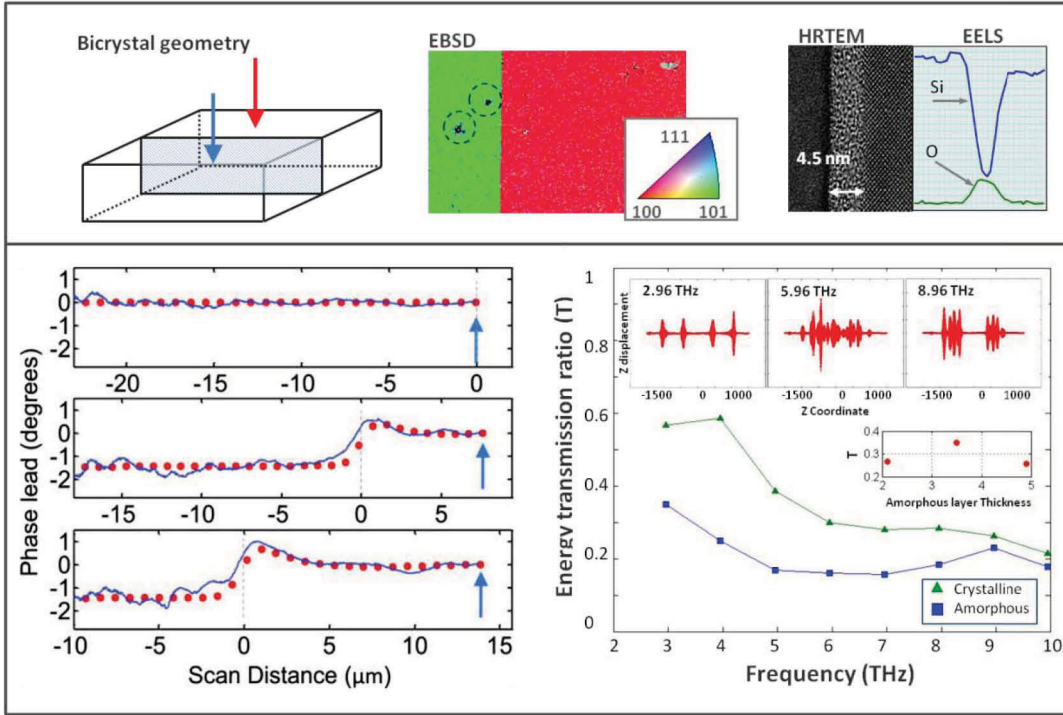 Bicrystal geometry
EBSD
111
100
101
HRTEM
EELS
Si
O
4.5 nm
Phase lead (degrees)
1
0
-1
-2
-20
-15
-10
-5
0
1
0
-1
-2
-15
-10
-5
0
5
1
0
-1
-2
-10
-5
0
5
10
15
Scan Distance (µm)
Energy transmission ratio (T)
1
0.8
0.6
0.4
0.2
0
2.96 THz
5.96 THz
8.96 THz
Z displacement
-1500 0 1000
-1500 0 1000
-1500 0 1000
Z Coordinate
T
0.4
0.3
0.2
2 3 4 5
Amorphous layer Thickness
Crystalline
Amorphous
2 3 4 5 6 7 8 9 10
Frequency (THz)